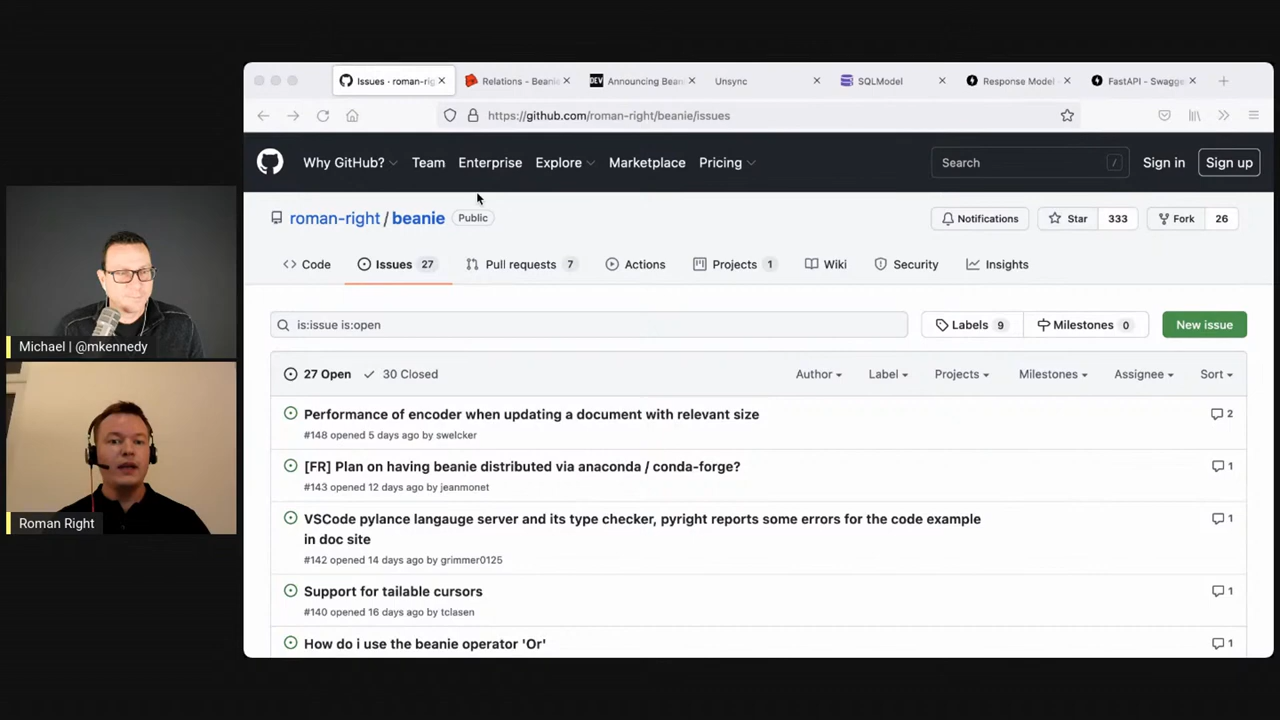 Issues · roman-rig
Relations - Beanie
DEV
Announcing Beani
Unsync
SQLModel
Response Model -
FastAPI - Swagge
https://github.com/roman-right/beanie/issues
Why GitHub?
Team
Enterprise
Explore
Marketplace
Pricing
Search
/
Sign in
Sign up
roman-right / beanie
Public
Notifications
Star 333
Fork 26
Code
Issues 27
Pull requests 7
Actions
Projects 1
Wiki
Security
Insights
is:issue is:open
Labels 9
Milestones 0
New issue
27 Open
30 Closed
Author
Label
Projects
Milestones
Assignee
Sort
Performance of encoder when updating a document with relevant size
2
#148 opened 5 days ago by swelcker
[FR] Plan on having beanie distributed via anaconda / conda-forge?
1
#143 opened 12 days ago by jeanmonet
VSCode pylance langauge server and its type checker, pyright reports some errors for the code example
in doc site
1
#142 opened 14 days ago by grimmer0125
Support for tailable cursors
1
#140 opened 16 days ago by tclasen
How do i use the beanie operator 'Or'
1
Michael | @mkennedy
Roman Right